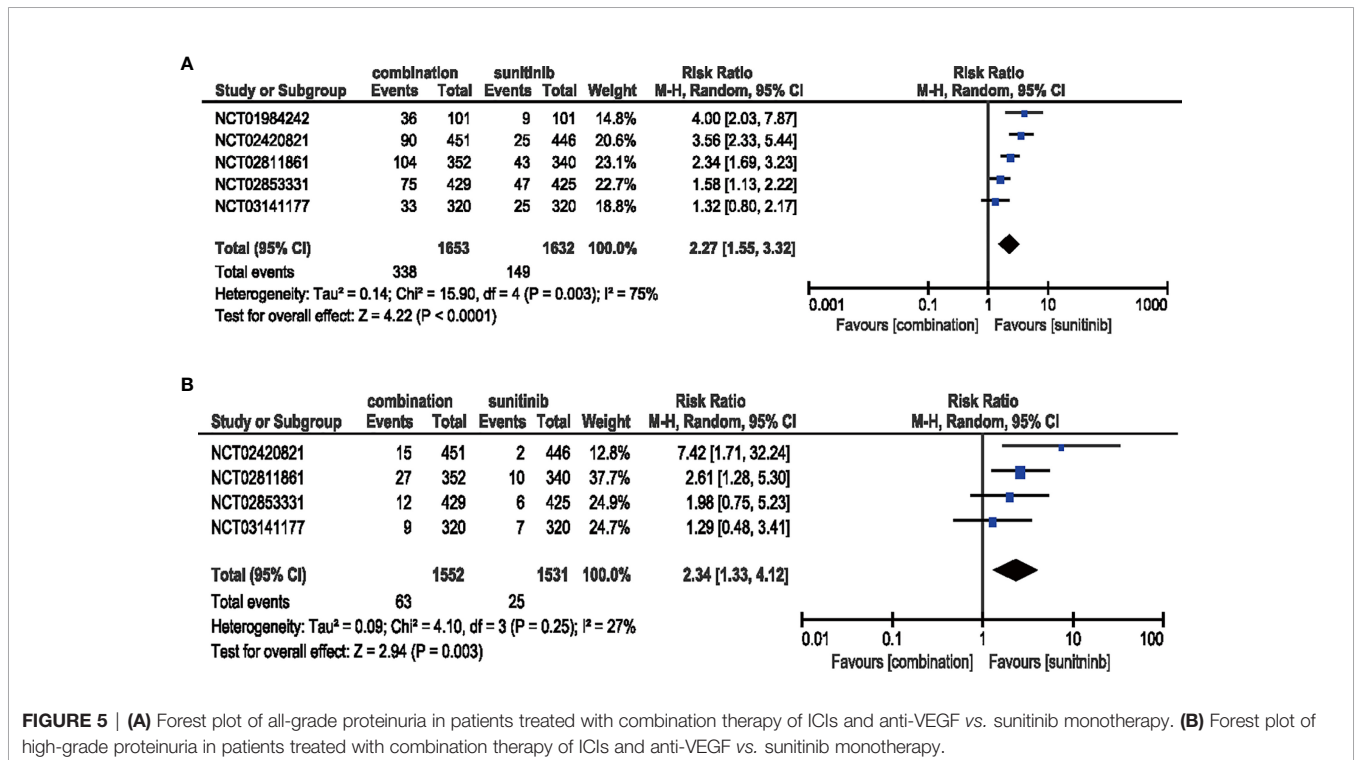 A
combination sunitinib Risk Ratio Risk Ratio
Study or Subgroup Events Total Events Total Weight M-H, Random, 95% CI M-H, Random, 95% CI
NCT01984242 36 101 9 101 14.8% 4.00 [2.03, 7.87]
NCT02420821 90 451 25 446 20.6% 3.56 [2.33, 5.44]
NCT02811861 104 352 43 340 23.1% 2.34 [1.69, 3.23]
NCT02853331 75 429 47 425 22.7% 1.58 [1.13, 2.22]
NCT03141177 33 320 25 320 18.8% 1.32 [0.80, 2.17]
Total (95% CI) 1653 1632 100.0% 2.27 [1.55, 3.32]
Total events 338 149
Heterogeneity: Tau² = 0.14; Chi² = 15.90, df = 4 (P = 0.003); I² = 75%
Test for overall effect: Z = 4.22 (P < 0.0001)
0.001 0.1 1 10 1000
Favours [combination] Favours [sunitinib]
B
combination sunitinib Risk Ratio Risk Ratio
Study or Subgroup Events Total Events Total Weight M-H, Random, 95% CI M-H, Random, 95% CI
NCT02420821 15 451 2 446 12.8% 7.42 [1.71, 32.24]
NCT02811861 27 352 10 340 37.7% 2.61 [1.28, 5.30]
NCT02853331 12 429 6 425 24.9% 1.98 [0.75, 5.23]
NCT03141177 9 320 7 320 24.7% 1.29 [0.48, 3.41]
Total (95% CI) 1552 1531 100.0% 2.34 [1.33, 4.12]
Total events 63 25
Heterogeneity: Tau² = 0.09; Chi² = 4.10, df = 3 (P = 0.25); I² = 27%
Test for overall effect: Z = 2.94 (P = 0.003)
0.01 0.1 1 10 100
Favours [combination] Favours [sunitninb]
FIGURE 5 | (A) Forest plot of all-grade proteinuria in patients treated with combination therapy of ICIs and anti-VEGF vs. sunitinib monotherapy. (B) Forest plot of
high-grade proteinuria in patients treated with combination therapy of ICIs and anti-VEGF vs. sunitinib monotherapy.